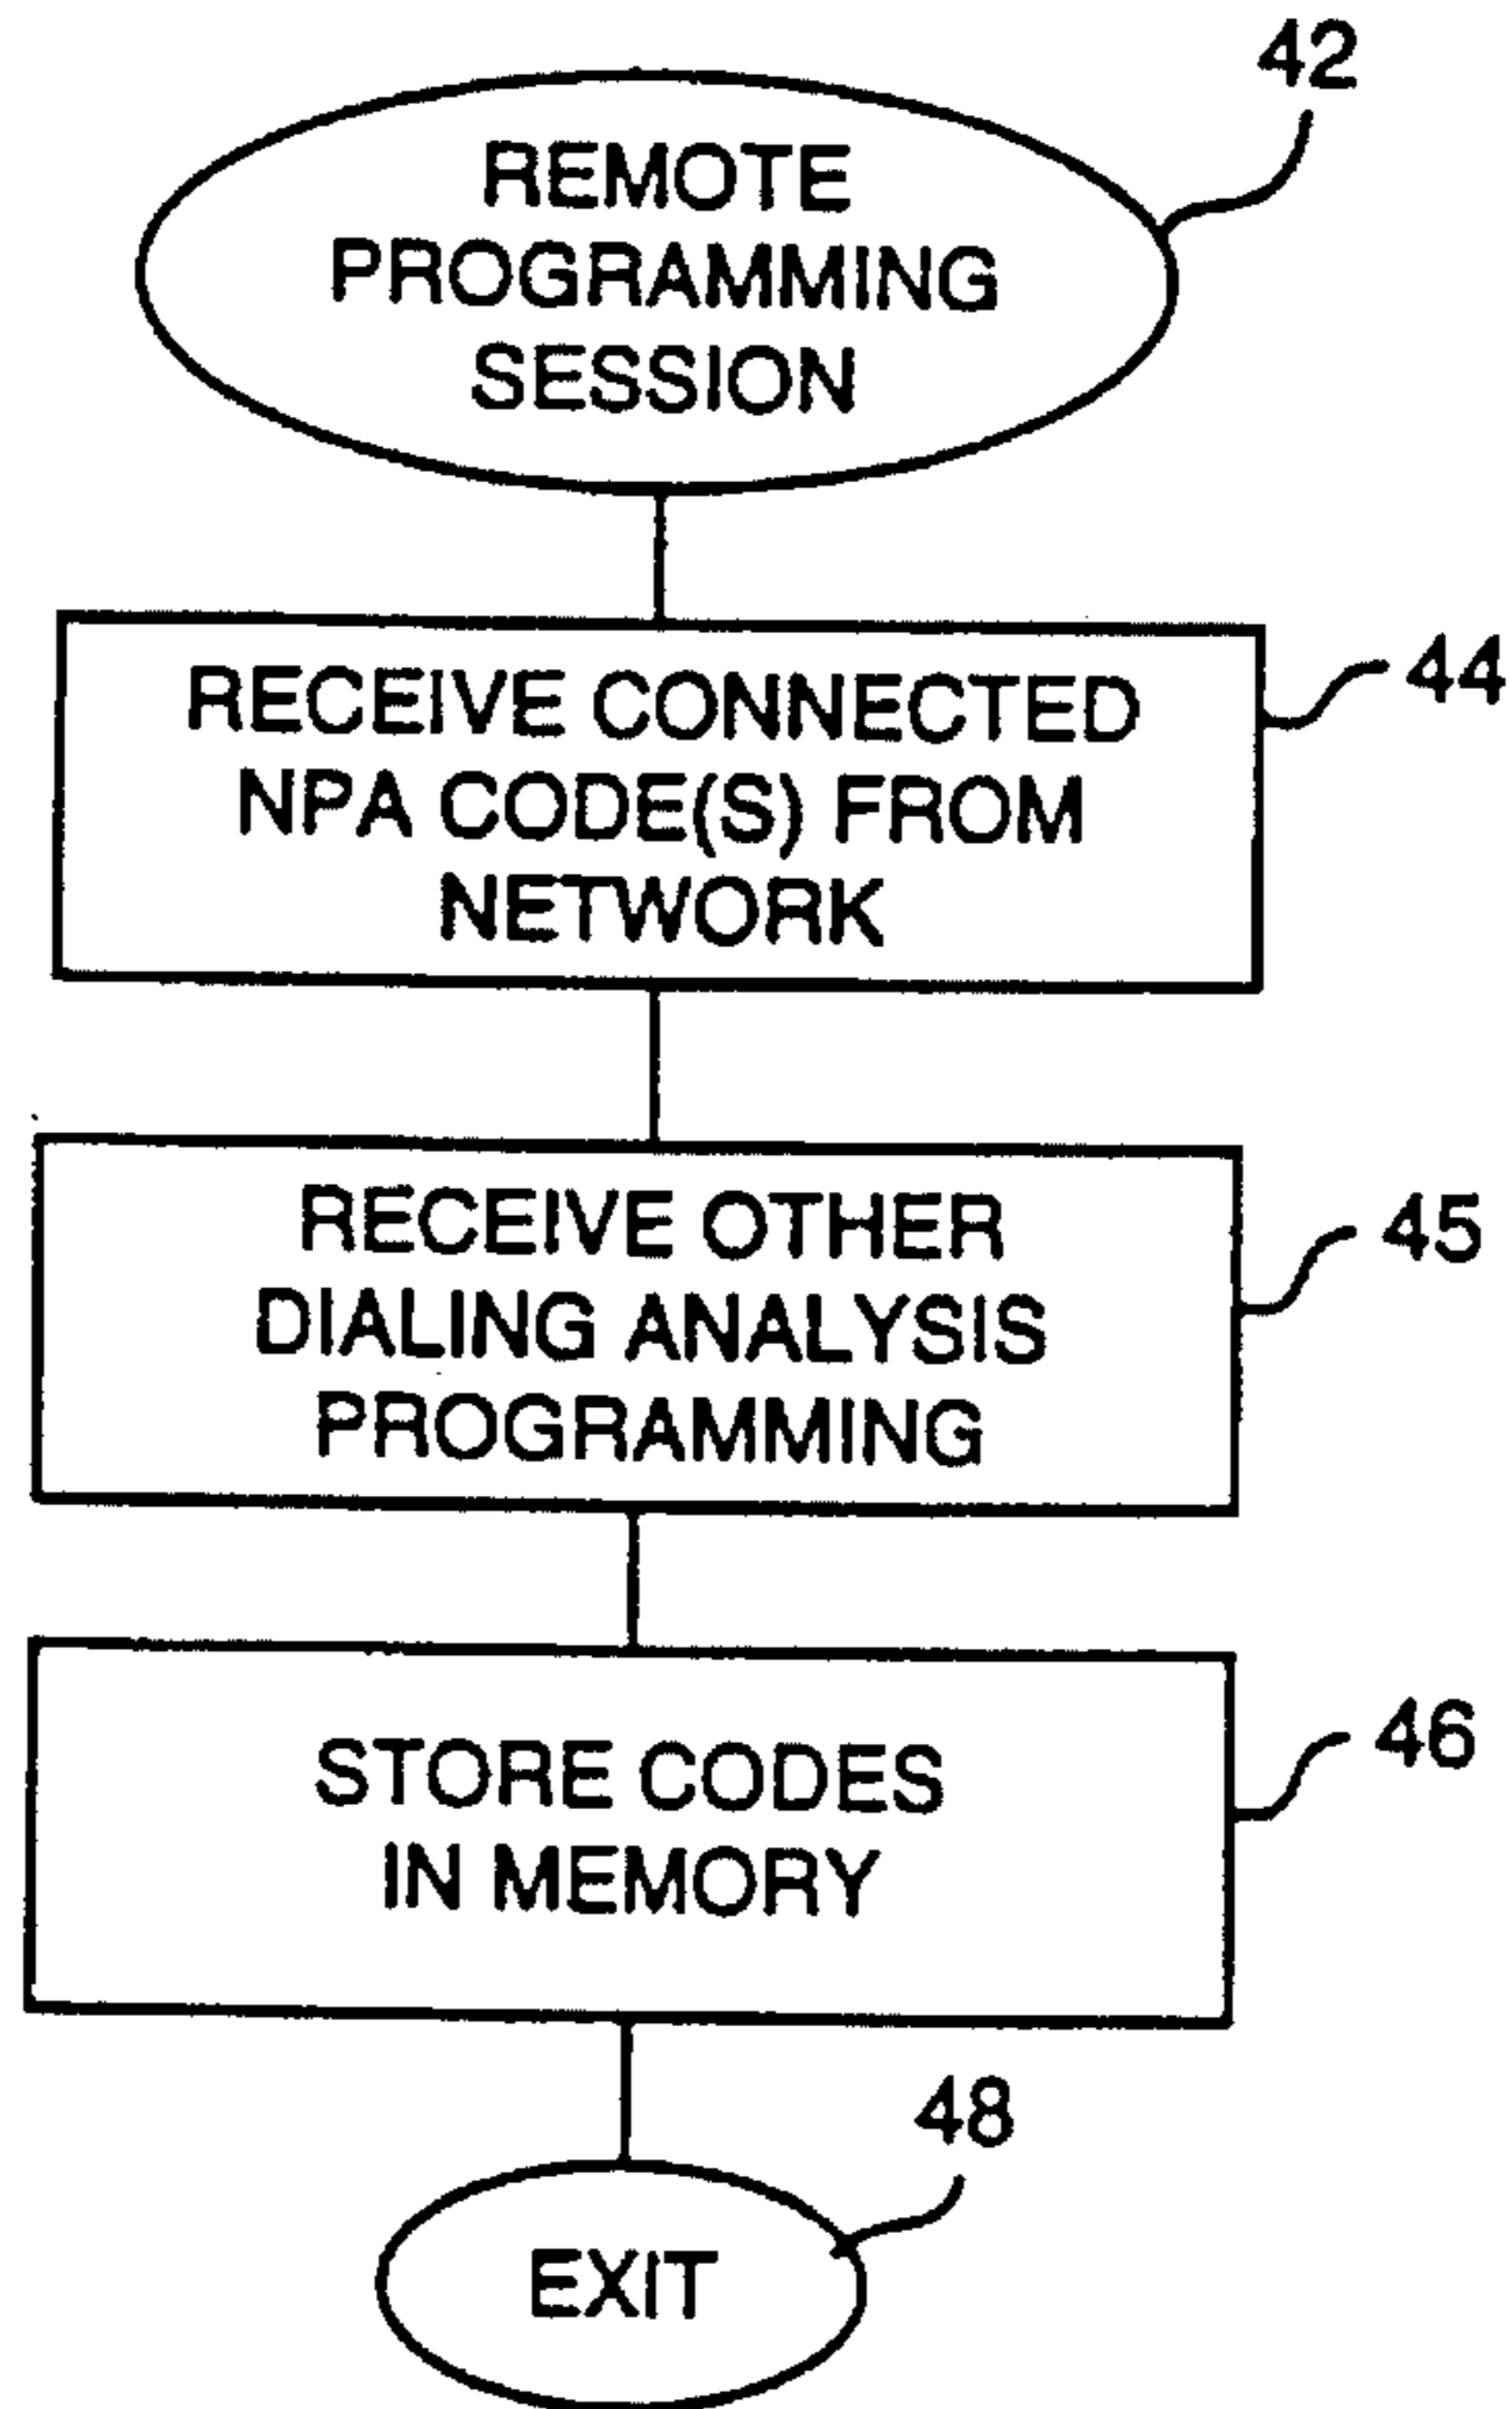 42
REMOTE
PROGRAMMING
SESSION
44
RECEIVE CONNECTED
NPA CODE(S) FROM
NETWORK
45
RECEIVE OTHER
DIALING ANALYSIS
PROGRAMMING
46
STORE CODES
IN MEMORY
48
EXIT